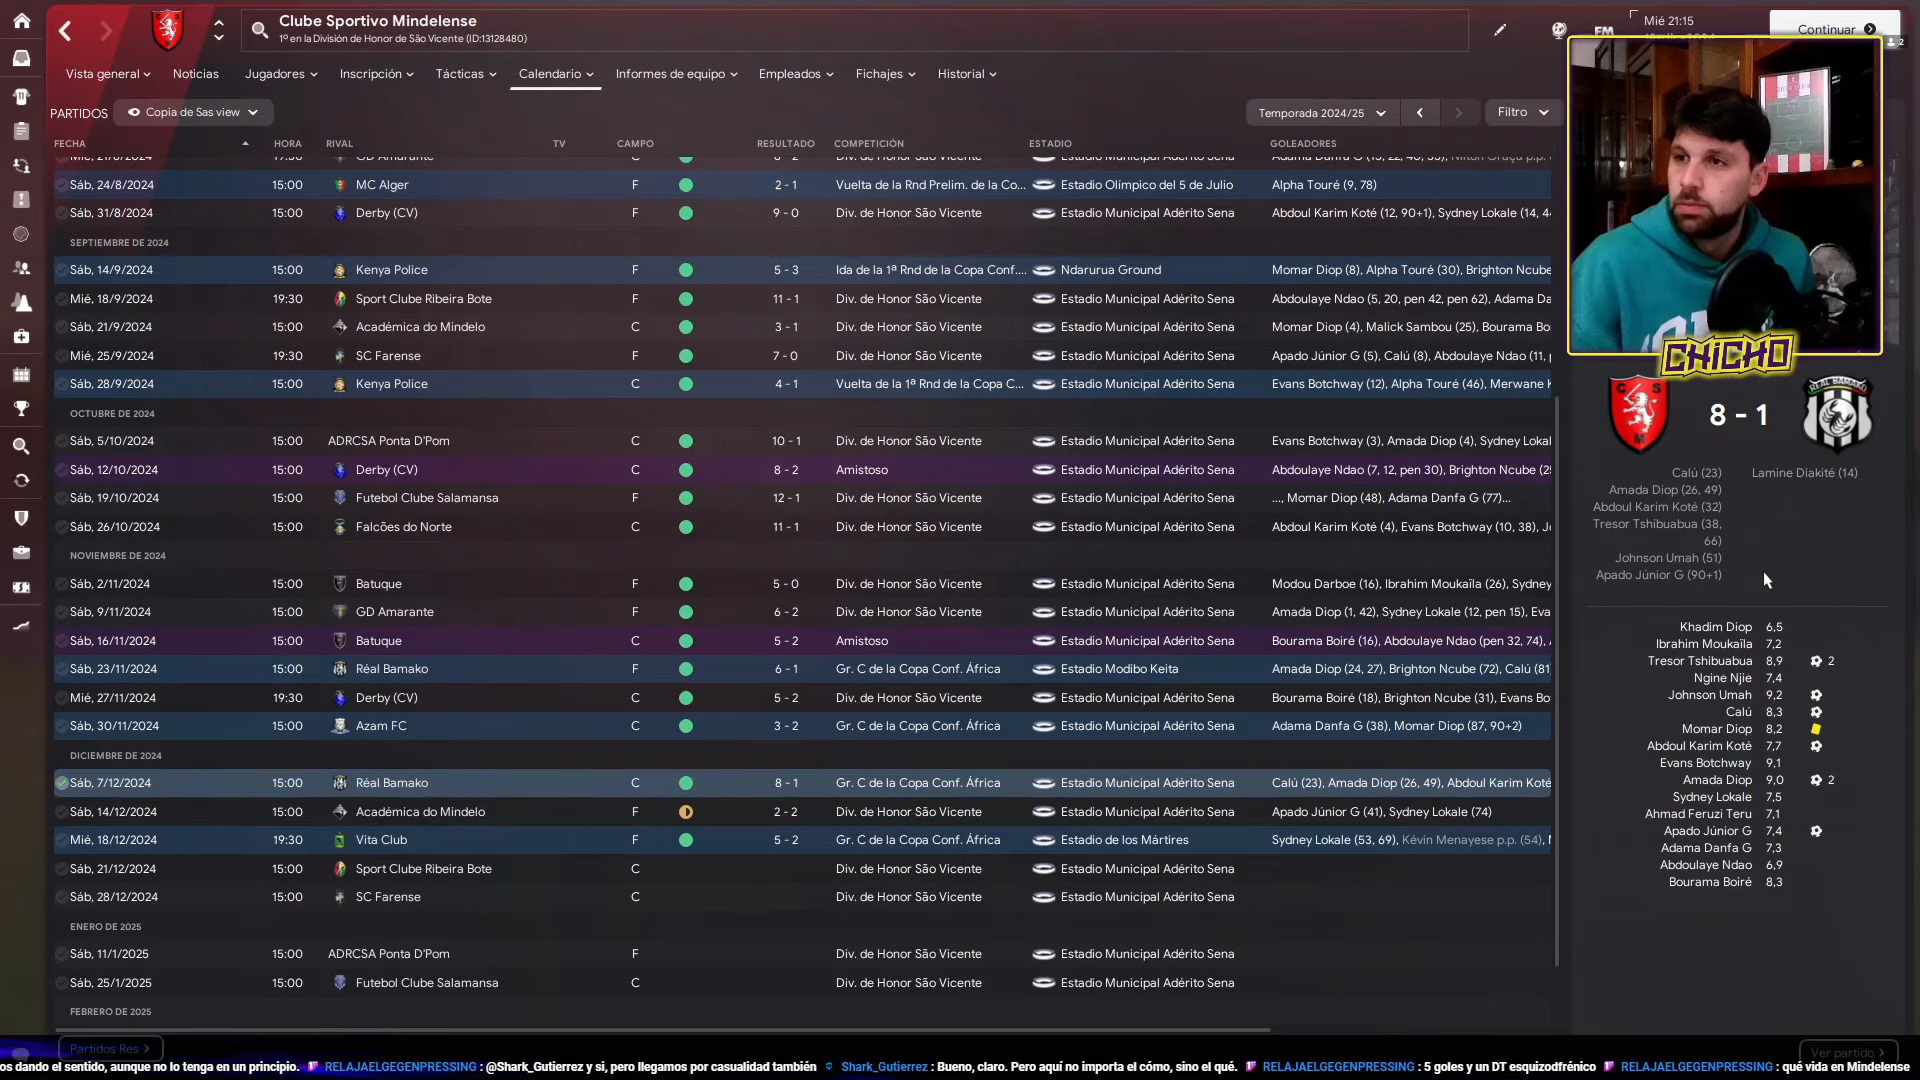 Clube Sportivo Mindelense
1º en la División de Honor de São Vicente (ID:13128480)
Mié 21:15
Continuar
FM
2
Vista general
Noticias
Jugadores
Inscripción
Tácticas
Calendario
Informes de equipo
Empleados
Fichajes
Historial
PARTIDOS
Copia de Sas view
Temporada 2024/25
Filtro
FECHA HORA RIVAL TV CAMPO RESULTADO COMPETICIÓN ESTADIO GOLEADORES
Sáb, 24/8/2024 15:00 MC Alger F 2 - 1 Vuelta de la Rnd Prelim. de la Co... Estadio Olímpico del 5 de Julio Alpha Touré (9, 78)
Sáb, 31/8/2024 15:00 Derby (CV) F 9 - 0 Div. de Honor São Vicente Estadio Municipal Adérito Sena Abdoul Karim Koté (12, 90+1), Sydney Lokale (14, 4
SEPTIEMBRE DE 2024
Sáb, 14/9/2024 15:00 Kenya Police F 5 - 3 Ida de la 1ª Rnd de la Copa Conf.... Ndarurua Ground Momar Diop (8), Alpha Touré (30), Brighton Ncube
Mié, 18/9/2024 19:30 Sport Clube Ribeira Bote F 11 - 1 Div. de Honor São Vicente Estadio Municipal Adérito Sena Abdoulaye Ndao (5, 20, pen 42, pen 62), Adama Da
Sáb, 21/9/2024 15:00 Académica do Mindelo C 3 - 1 Div. de Honor São Vicente Estadio Municipal Adérito Sena Momar Diop (4), Malick Sambou (25), Bourama Bo
Mié, 25/9/2024 19:30 SC Farense F 7 - 0 Div. de Honor São Vicente Estadio Municipal Adérito Sena Apado Júnior G (5), Calú (8), Abdoulaye Ndao (11,
Sáb, 28/9/2024 15:00 Kenya Police C 4 - 1 Vuelta de la 1ª Rnd de la Copa C... Estadio Municipal Adérito Sena Evans Botchway (12), Alpha Touré (46), Merwane K
OCTUBRE DE 2024
Sáb, 5/10/2024 15:00 ADRCSA Ponta D'Pom C 10 - 1 Div. de Honor São Vicente Estadio Municipal Adérito Sena Evans Botchway (3), Amada Diop (4), Sydney Lokal
Sáb, 12/10/2024 15:00 Derby (CV) C 8 - 2 Amistoso Estadio Municipal Adérito Sena Abdoulaye Ndao (7, 12, pen 30), Brighton Ncube (2
Sáb, 19/10/2024 15:00 Futebol Clube Salamansa F 12 - 1 Div. de Honor São Vicente Estadio Municipal Adérito Sena ..., Momar Diop (48), Adama Danfa G (77)...
Sáb, 26/10/2024 15:00 Falcões do Norte C 11 - 1 Div. de Honor São Vicente Estadio Municipal Adérito Sena Abdoul Karim Koté (4), Evans Botchway (10, 38), J
NOVIEMBRE DE 2024
Sáb, 2/11/2024 15:00 Batuque F 5 - 0 Div. de Honor São Vicente Estadio Municipal Adérito Sena Modou Darboe (16), Ibrahim Moukaïla (26), Sydney
Sáb, 9/11/2024 15:00 GD Amarante F 6 - 2 Div. de Honor São Vicente Estadio Municipal Adérito Sena Amada Diop (1, 42), Sydney Lokale (12, pen 15), Eva
Sáb, 16/11/2024 15:00 Batuque C 5 - 2 Amistoso Estadio Municipal Adérito Sena Bourama Boiré (16), Abdoulaye Ndao (pen 32, 74),
Sáb, 23/11/2024 15:00 Réal Bamako F 6 - 1 Gr. C de la Copa Conf. África Estadio Modibo Keita Amada Diop (24, 27), Brighton Ncube (72), Calú (81)
Mié, 27/11/2024 19:30 Derby (CV) C 5 - 2 Div. de Honor São Vicente Estadio Municipal Adérito Sena Bourama Boiré (18), Brighton Ncube (31), Evans Bo
Sáb, 30/11/2024 15:00 Azam FC C 3 - 2 Gr. C de la Copa Conf. África Estadio Municipal Adérito Sena Adama Danfa G (38), Momar Diop (87, 90+2)
DICIEMBRE DE 2024
Sáb, 7/12/2024 15:00 Réal Bamako C 8 - 1 Gr. C de la Copa Conf. África Estadio Municipal Adérito Sena Calú (23), Amada Diop (26, 49), Abdoul Karim Koté
Sáb, 14/12/2024 15:00 Académica do Mindelo F 2 - 2 Div. de Honor São Vicente Estadio Municipal Adérito Sena Apado Júnior G (41), Sydney Lokale (74)
Mié, 18/12/2024 19:30 Vita Club F 5 - 2 Gr. C de la Copa Conf. África Estadio de los Mártires Sydney Lokale (53, 69), Kévin Menayese p.p. (54),
Sáb, 21/12/2024 15:00 Sport Clube Ribeira Bote C Div. de Honor São Vicente Estadio Municipal Adérito Sena
Sáb, 28/12/2024 15:00 SC Farense C Div. de Honor São Vicente Estadio Municipal Adérito Sena
ENERO DE 2025
Sáb, 11/1/2025 15:00 ADRCSA Ponta D'Pom F Div. de Honor São Vicente Estadio Municipal Adérito Sena
Sáb, 25/1/2025 15:00 Futebol Clube Salamansa C Div. de Honor São Vicente Estadio Municipal Adérito Sena
FEBRERO DE 2025
Partidos Res
CHICHO
C S
M
8 - 1
REAL BAMAKO
Calú (23) Lamine Diakité (14)
Amada Diop (26, 49)
Abdoul Karim Koté (32)
Tresor Tshibuabua (38,
66)
Johnson Umah (51)
Apado Júnior G (90+1)
Khadim Diop 6,5
Ibrahim Moukaïla 7,2
Tresor Tshibuabua 8,9 2
Ngine Njie 7,4
Johnson Umah 9,2
Calú 8,3
Momar Diop 8,2
Abdoul Karim Koté 7,7
Evans Botchway 9,1
Amada Diop 9,0 2
Sydney Lokale 7,5
Ahmad Feruzi Teru 7,1
Apado Júnior G 7,4
Adama Danfa G 7,3
Abdoulaye Ndao 6,9
Bourama Boiré 8,3
Ver partido
os dando el sentido, aunque no lo tenga en un principio. RELAJAELGEGENPRESSING : @Shark_Gutierrez y si, pero llegamos por casualidad también Shark_Gutierrez : Bueno, claro. Pero aquí no importa el cómo, sino el qué. RELAJAELGEGENPRESSING : 5 goles y un DT esquizodfrénico RELAJAELGEGENPRESSING : qué vida en Mindelense